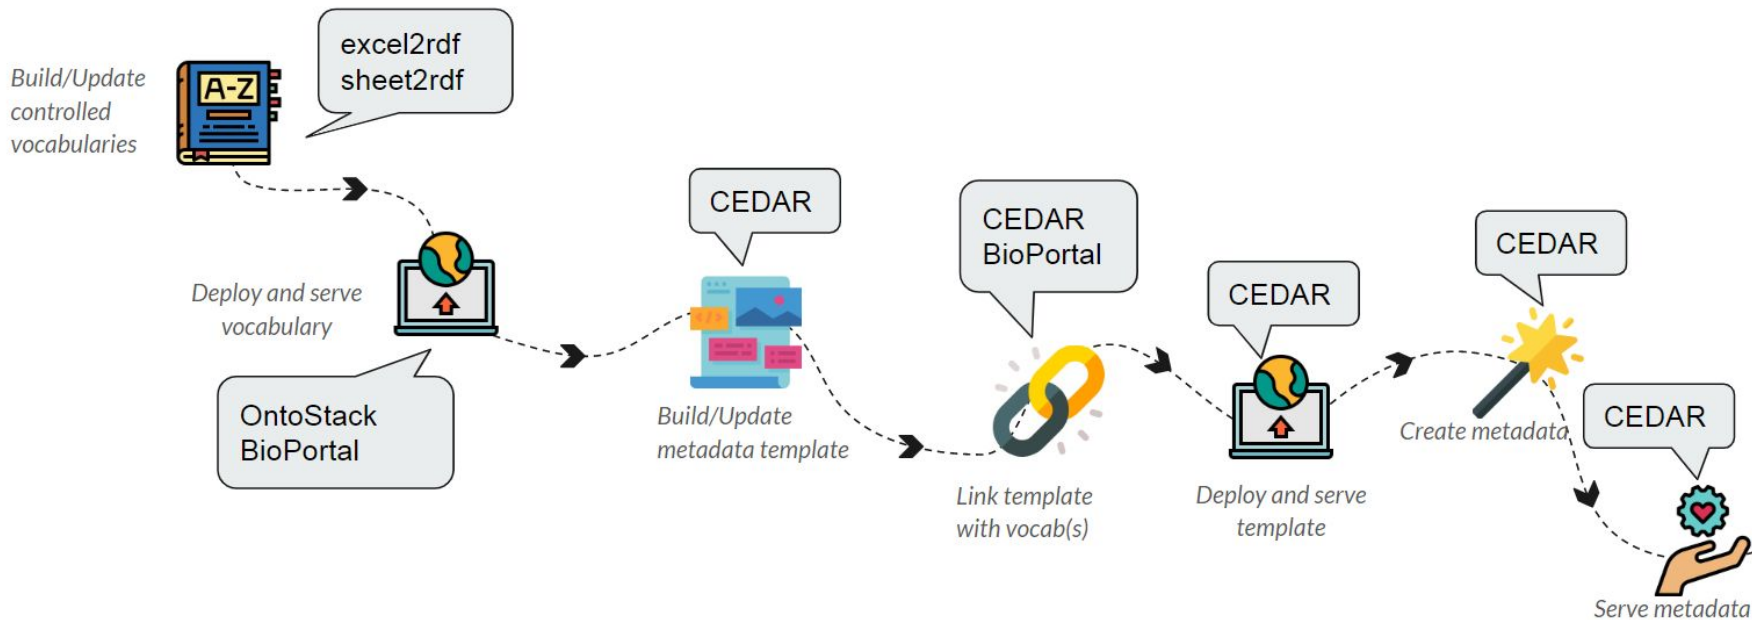 Build/Update
controlled
vocabularies
A-Z
excel2rdf
sheet2rdf
Deploy and serve
vocabulary
OntoStack
BioPortal
CEDAR
</>
Build/Update
metadata template
CEDAR
BioPortal
Link template
with vocab(s)
CEDAR
Deploy and serve
template
CEDAR
Create metadata
CEDAR
Serve metadata